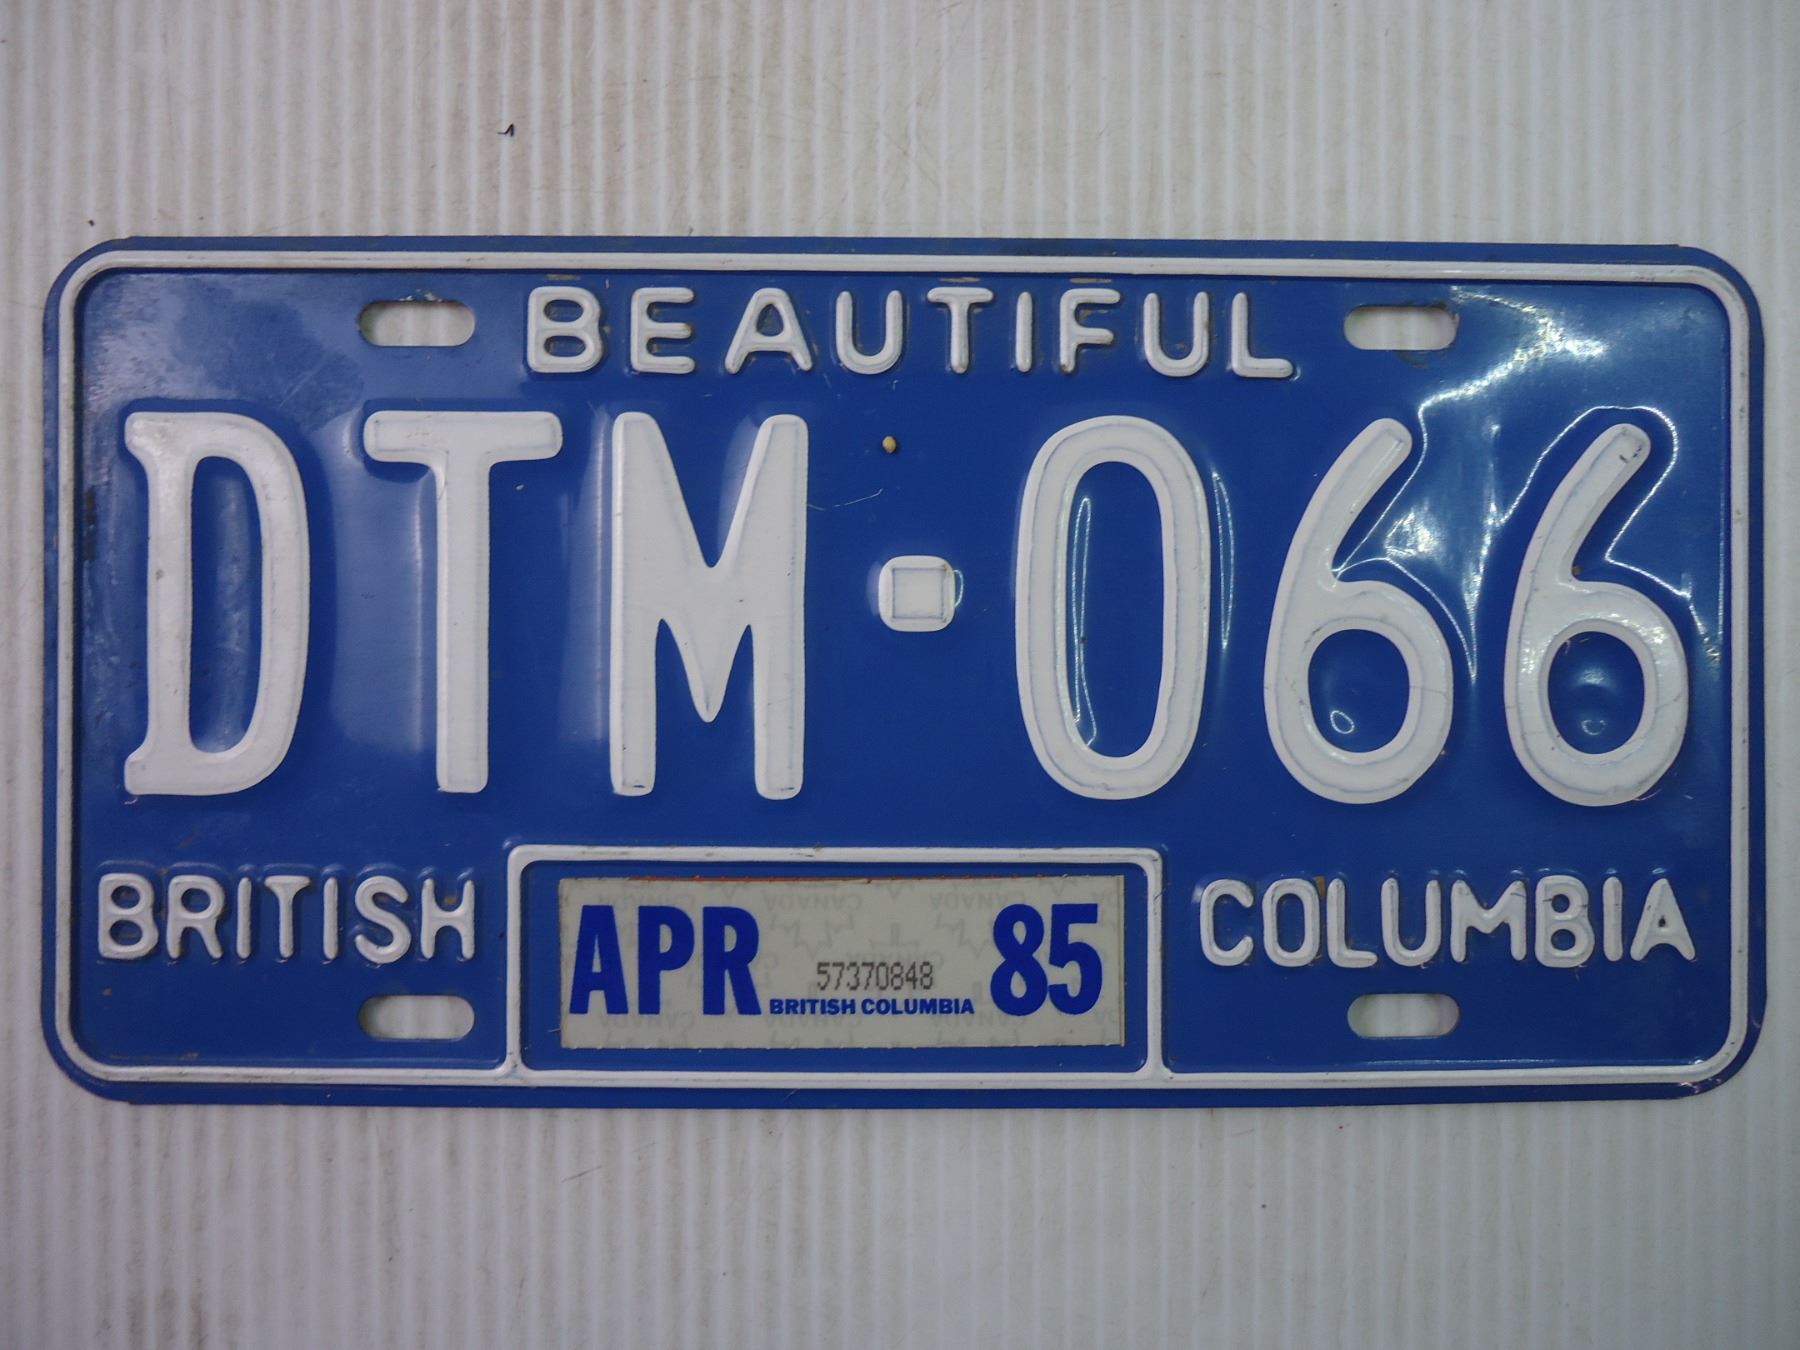 BEAUTIFUL
DTM 066
BRITISH
APR 57370848 85
BRITISH COLUMBIA
COLUMBIA